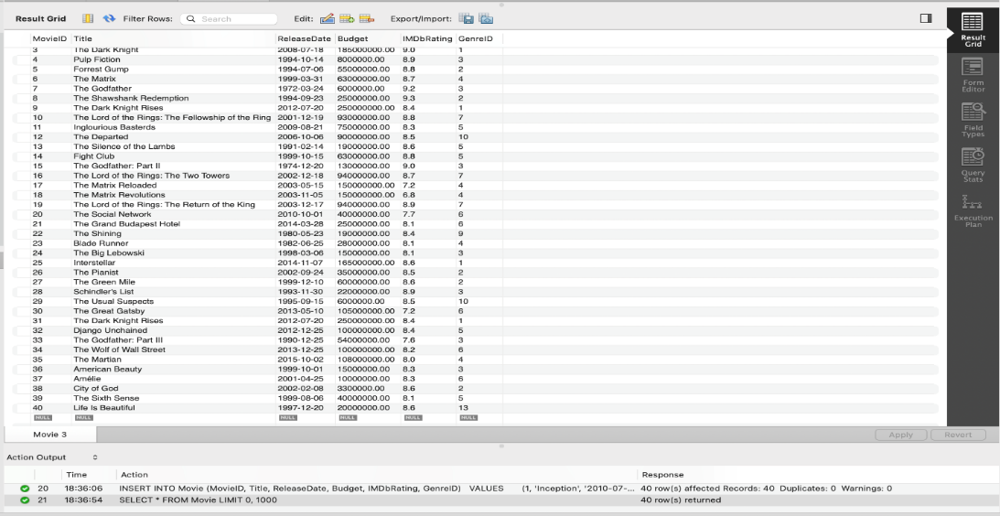 Result Grid Filter Rows: Search Edit: Export/Import:
MovieID Title ReleaseDate Budget IMDbRating GenreID
3 The Dark Knight 2008-07-18 185000000.00 9.0 1
4 Pulp Fiction 1994-10-14 8000000.00 8.9 3
5 Forrest Gump 1994-07-06 55000000.00 8.8 2
6 The Matrix 1999-03-31 63000000.00 8.7 4
7 The Godfather 1972-03-24 6000000.00 9.2 3
8 The Shawshank Redemption 1994-09-23 25000000.00 9.3 2
9 The Dark Knight Rises 2012-07-20 250000000.00 8.4 1
10 The Lord of the Rings: The Fellowship of the Ring 2001-12-19 93000000.00 8.8 7
11 Inglourious Basterds 2009-08-21 75000000.00 8.3 5
12 The Departed 2006-10-06 90000000.00 8.5 10
13 The Silence of the Lambs 1991-02-14 19000000.00 8.6 5
14 Fight Club 1999-10-15 63000000.00 8.8 5
15 The Godfather: Part II 1974-12-20 13000000.00 9.0 3
16 The Lord of the Rings: The Two Towers 2002-12-18 94000000.00 8.7 7
17 The Matrix Reloaded 2003-05-15 150000000.00 7.2 4
18 The Matrix Revolutions 2003-11-05 150000000.00 6.8 4
19 The Lord of the Rings: The Return of the King 2003-12-17 94000000.00 8.9 7
20 The Social Network 2010-10-01 40000000.00 7.7 6
21 The Grand Budapest Hotel 2014-03-28 25000000.00 8.1 6
22 The Shining 1980-05-23 19000000.00 8.4 9
23 Blade Runner 1982-06-25 28000000.00 8.1 4
24 The Big Lebowski 1998-03-06 15000000.00 8.1 3
25 Interstellar 2014-11-07 165000000.00 8.6 1
26 The Pianist 2002-09-24 35000000.00 8.5 2
27 The Green Mile 1999-12-10 60000000.00 8.6 2
28 Schindler's List 1993-11-30 22000000.00 8.9 3
29 The Usual Suspects 1995-09-15 6000000.00 8.5 10
30 The Great Gatsby 2013-05-10 105000000.00 7.2 6
31 The Dark Knight Rises 2012-07-20 250000000.00 8.4 1
32 Django Unchained 2012-12-25 100000000.00 8.4 5
33 The Godfather: Part III 1990-12-25 54000000.00 7.6 3
34 The Wolf of Wall Street 2013-12-25 100000000.00 8.2 6
35 The Martian 2015-10-02 108000000.00 8.0 4
36 American Beauty 1999-10-01 15000000.00 8.3 3
37 Amélie 2001-04-25 10000000.00 8.3 6
38 City of God 2002-02-08 3300000.00 8.6 2
39 The Sixth Sense 1999-08-06 40000000.00 8.1 5
40 Life Is Beautiful 1997-12-20 20000000.00 8.6 13
NULL NULL NULL NULL NULL NULL
Result
Grid
Form
Editor
Field
Types
Query
Stats
Execution
Plan
Movie 3 Apply Revert
Action Output
Time Action Response
20 18:36:06 INSERT INTO Movie (MovieID, Title, ReleaseDate, Budget, IMDbRating, GenreID) VALUES (1, 'Inception', '2010-07-... 40 row(s) affected Records: 40 Duplicates: 0 Warnings: 0
21 18:36:54 SELECT * FROM Movie LIMIT 0, 1000 40 row(s) returned